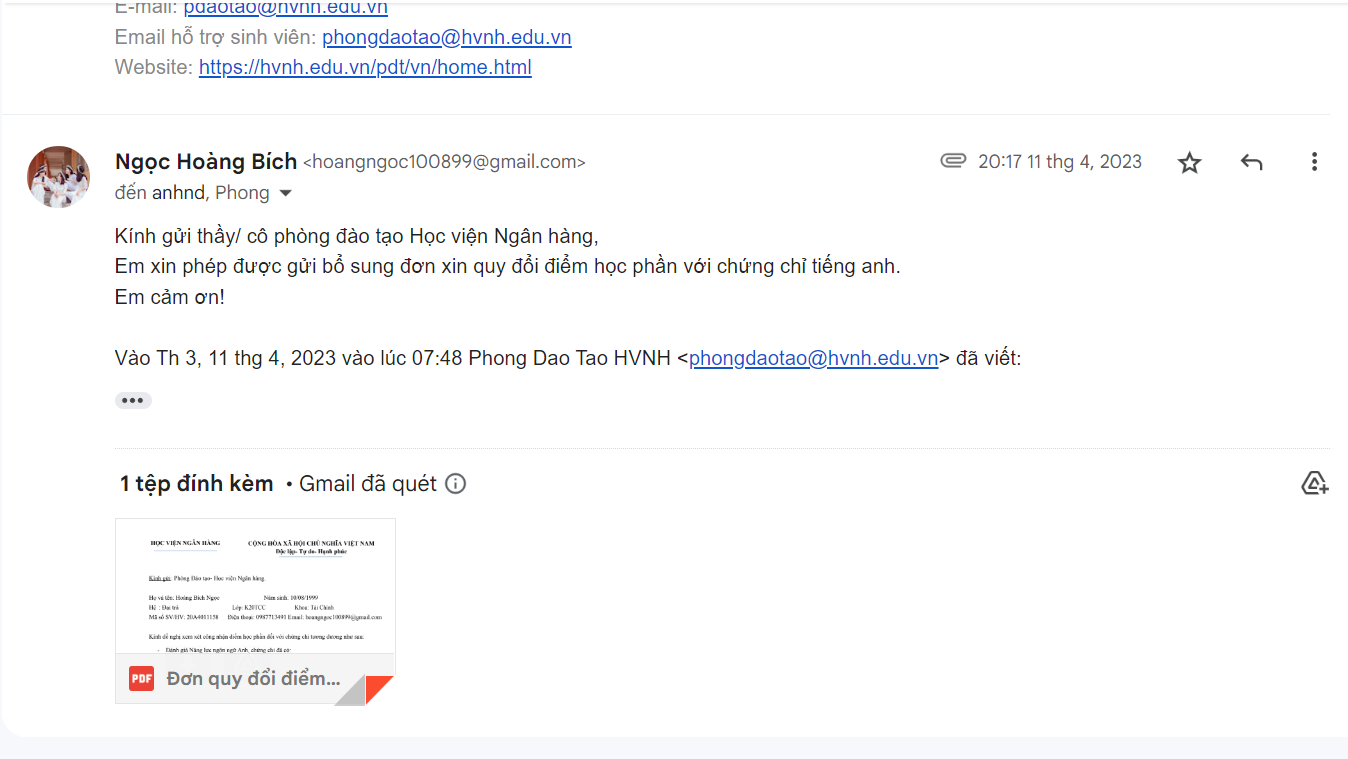 E-mail: pdaotao@hvnh.edu.vn
Email hỗ trợ sinh viên: phongdaotao@hvnh.edu.vn
Website: https://hvnh.edu.vn/pdt/vn/home.html
Ngọc Hoàng Bích <hoangngoc100899@gmail.com>
20:17 11 thg 4, 2023
đến anhnd, Phong
Kính gửi thầy/ cô phòng đào tạo Học viện Ngân hàng,
Em xin phép được gửi bổ sung đơn xin quy đổi điểm học phần với chứng chỉ tiếng anh.
Em cảm ơn!
Vào Th 3, 11 thg 4, 2023 vào lúc 07:48 Phong Dao Tao HVNH <phongdaotao@hvnh.edu.vn> đã viết:
1 tệp đính kèm • Gmail đã quét
HỌC VIỆN NGÂN HÀNG
CỘNG HÒA XÃ HỘI CHỦ NGHĨA VIỆT NAM
Độc lập- Tự do- Hạnh phúc
Kính gửi: Phòng Đào tạo- Học viện Ngân hàng.
Họ và tên: Hoàng Bích Ngọc Năm sinh: 10/08/1999
Hệ : Đại trà Lớp: K20TCC Khoa: Tài Chính
Mã số SV/HV: 20A4011158 Điện thoại: 0987713491 Email: hoangngoc100899@gmail.com
Kính đề nghị xem xét công nhận điểm học phần đối với chứng chỉ tương đương như sau:
- Đánh giá Năng lực ngôn ngữ Anh, chứng chỉ đã có:
PDF Đơn quy đổi điểm...